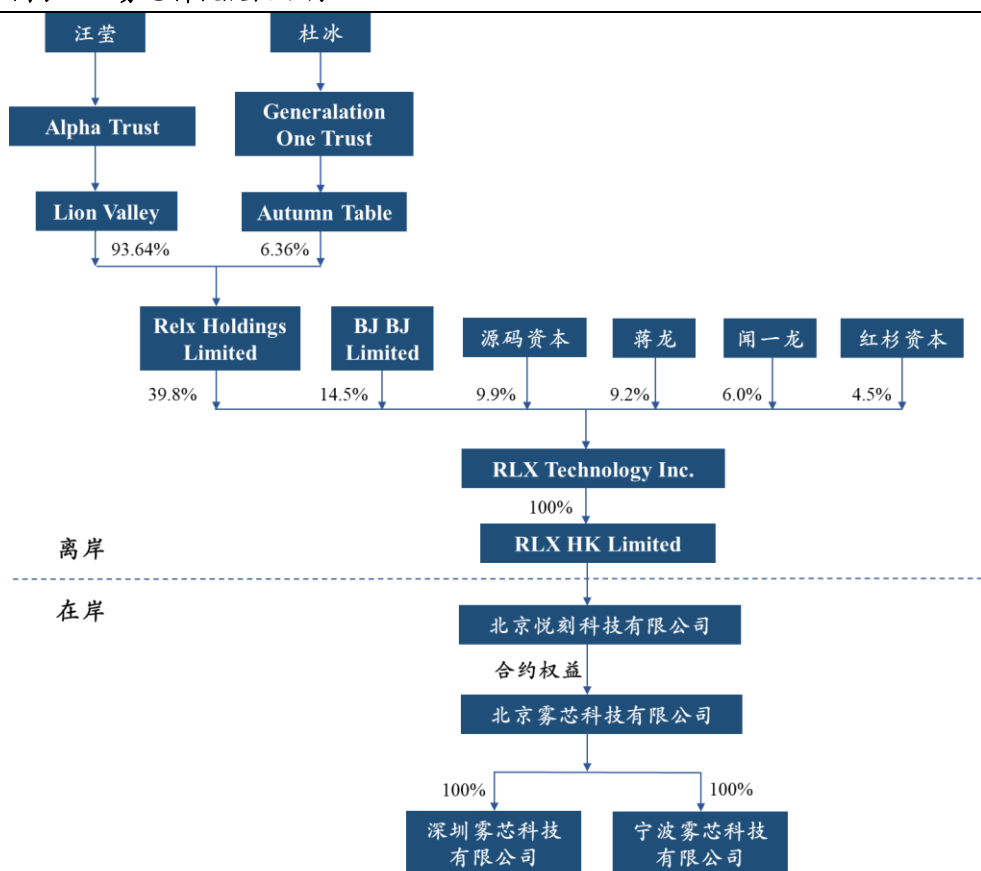 汪莹
杜冰
Alpha Trust
Generalation
One Trust
Lion Valley
Autumn Table
93.64%
6.36%
Relx Holdings
Limited
BJ BJ
Limited
源码资本
蒋龙
闻一龙
红杉资本
39.8%
14.5%
9.9%
9.2%
6.0%
4.5%
RLX Technology Inc.
100%
RLX HK Limited
离岸
在岸
北京悦刻科技有限公司
合约权益
北京雾芯科技有限公司
100%
100%
深圳雾芯科技
有限公司
宁波雾芯科技
有限公司